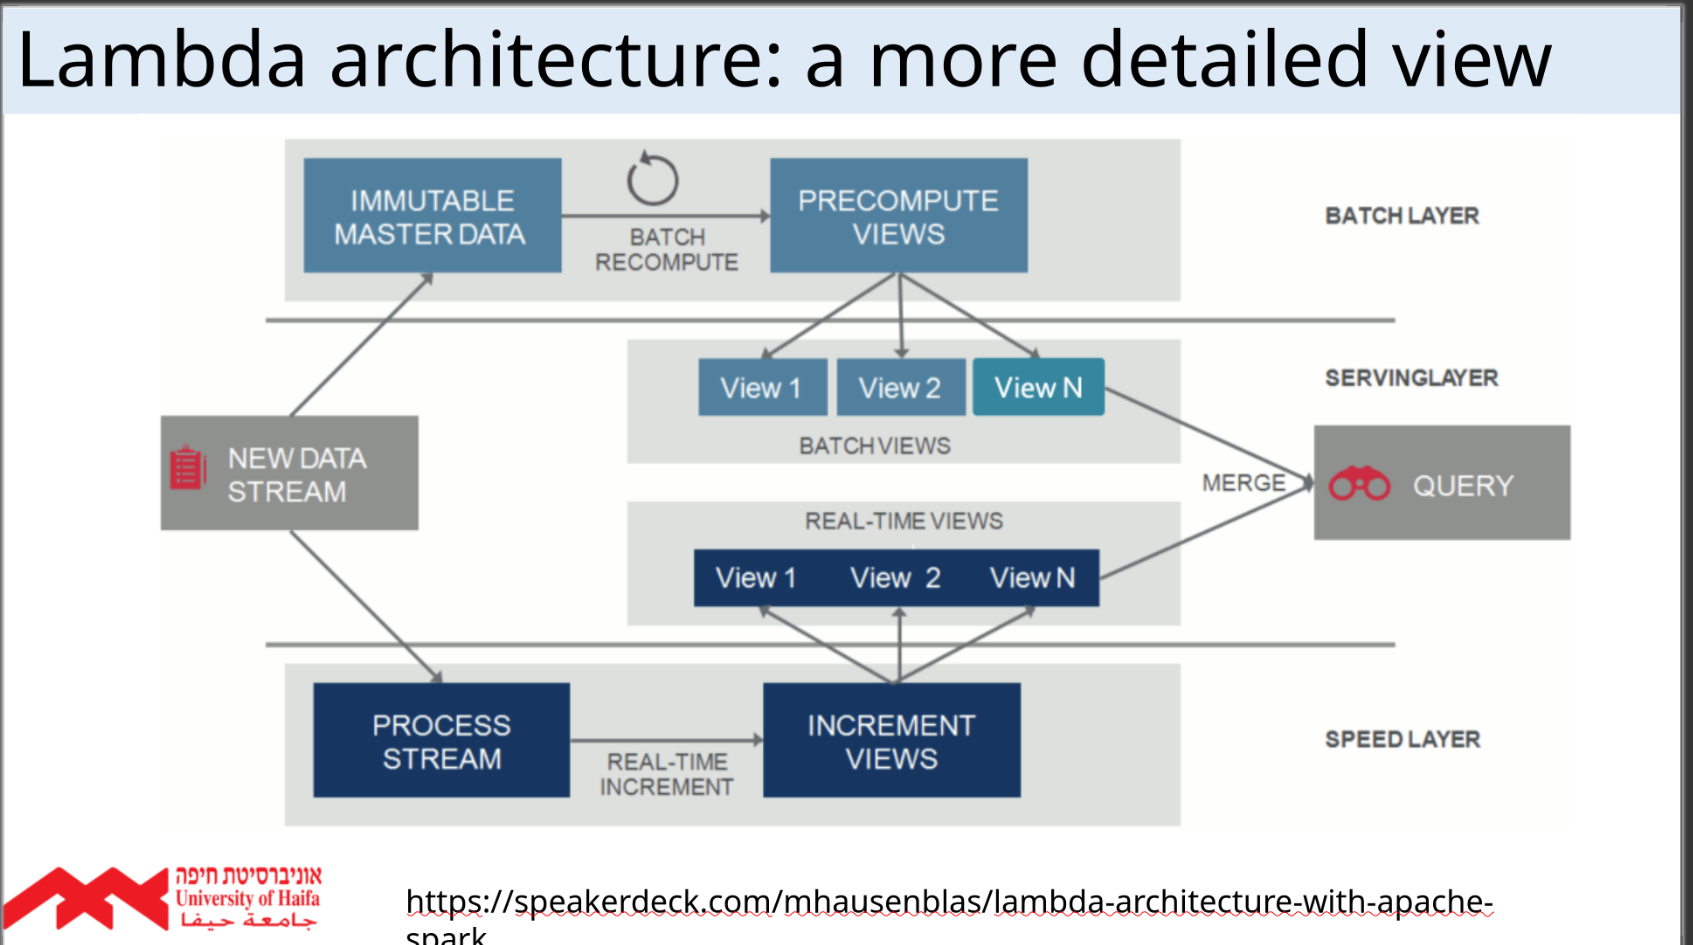 Lambda architecture: a more detailed view
IMMUTABLE
MASTER DATA
BATCH
RECOMPUTE
PRECOMPUTE
VIEWS
BATCH LAYER
View 1
View 2
View N
BATCH VIEWS
SERVINGLAYER
NEW DATA
STREAM
MERGE
QUERY
REAL-TIME VIEWS
View 1
View 2
View N
PROCESS
STREAM
REAL-TIME
INCREMENT
INCREMENT
VIEWS
SPEED LAYER
אוניברסיטת חיפה
University of Haifa
جامعة حيفا
https://speakerdeck.com/mhausenblas/lambda-architecture-with-apache-
spark